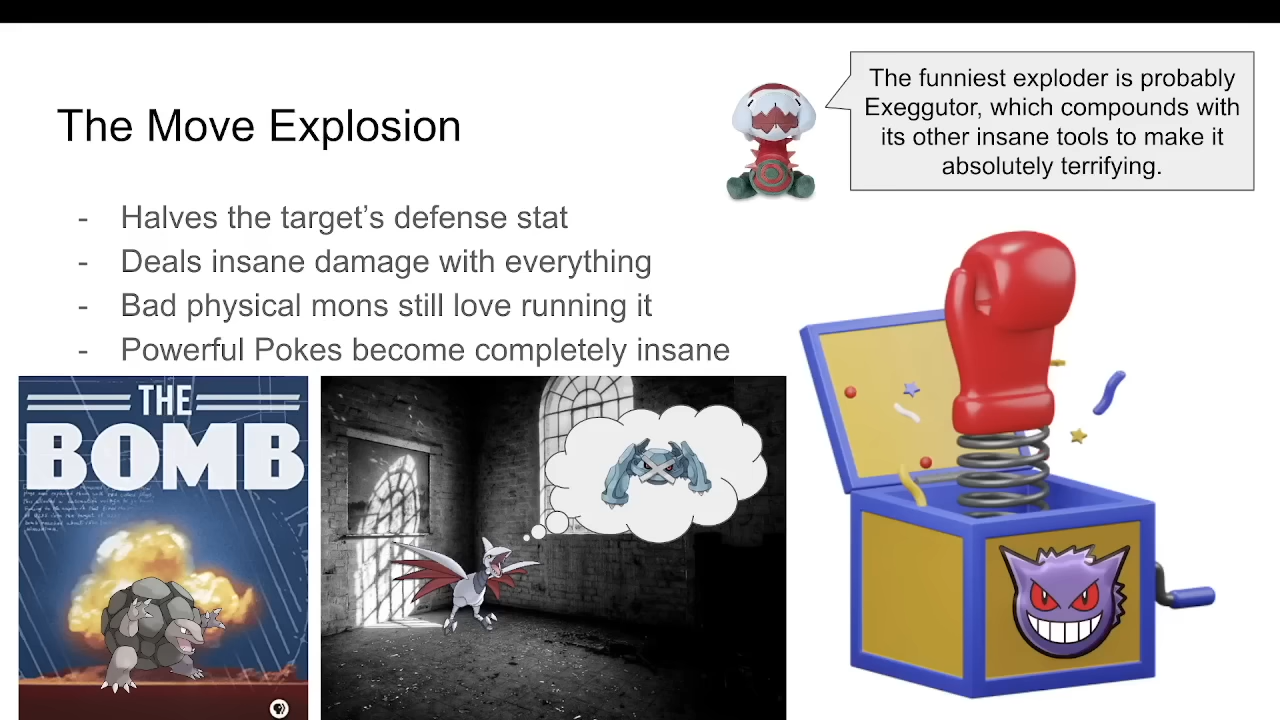 The funniest exploder is probably
Exeggutor, which compounds with
its other insane tools to make it
absolutely terrifying.
The Move Explosion
- Halves the target's defense stat
- Deals insane damage with everything
- Bad physical mons still love running it
- Powerful Pokes become completely insane
THE
BOMB